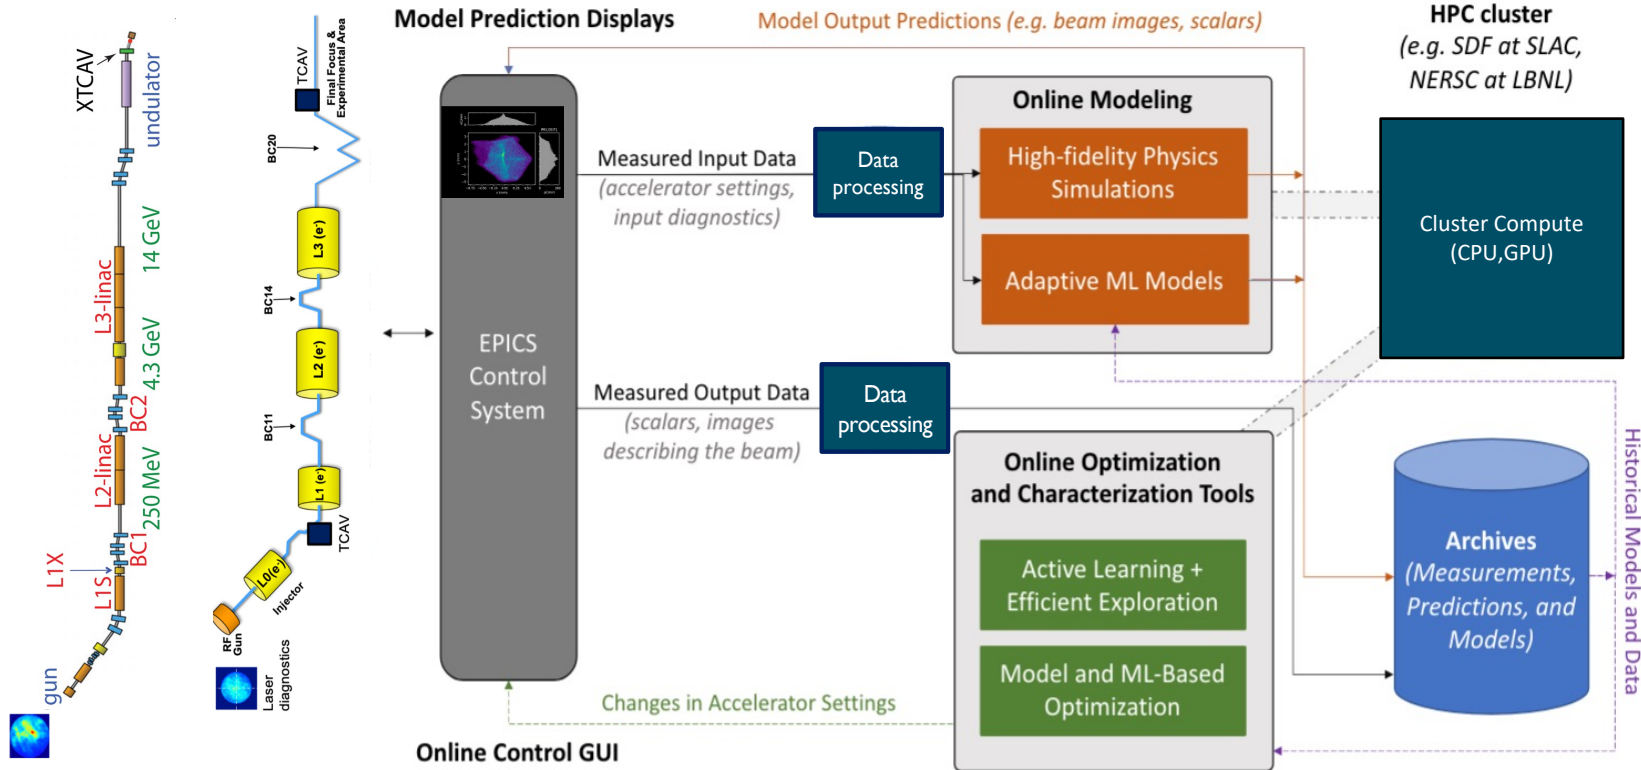 XTCAV
undulator
14 GeV
L3-linac
4.3 GeV
BC2
L2-linac
250 MeV
BC1
L1X
L1S
gun
TCAV
Final Focus &
Experimental Area
BC20
L3 (e-)
BC14
L2 (e-)
BC11
L1 (e-)
TCAV
L0(e-)
Injector
RF
Gun
Laser
diagnostics
Model Prediction Displays
Model Output Predictions (e.g. beam images, scalars)
HPC cluster
(e.g. SDF at SLAC,
NERSC at LBNL)
EPICS
Control
System
Measured Input Data
(accelerator settings,
input diagnostics)
Data
processing
Online Modeling
High-fidelity Physics
Simulations
Adaptive ML Models
Cluster Compute
(CPU,GPU)
Measured Output Data
(scalars, images
describing the beam)
Data
processing
Online Optimization
and Characterization Tools
Active Learning +
Efficient Exploration
Model and ML-Based
Optimization
Archives
(Measurements,
Predictions, and
Models)
Historical Models and Data
Changes in Accelerator Settings
Online Control GUI